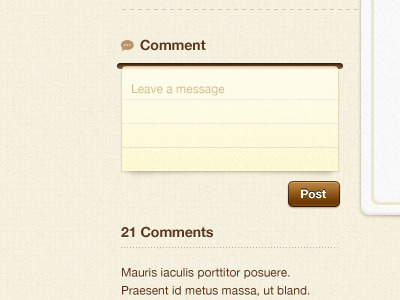 Comment
Leave a message
Post
21 Comments
Mauris iaculis porttitor posuere.
Praesent id metus massa, ut bland.